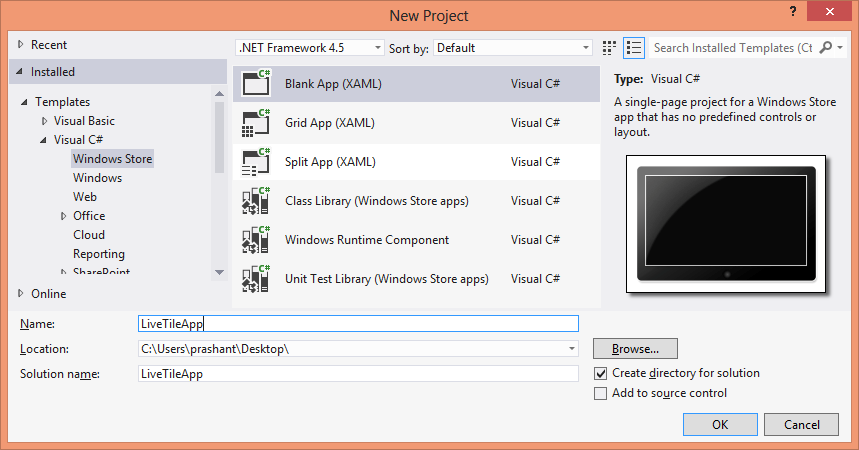 New Project
?
Recent
.NET Framework 4.5
Sort by:
Default
Search Installed Templates (Ct
Installed
Templates
Visual Basic
Visual C#
Windows Store
Windows
Web
Office
Cloud
Reporting
SharePoint
Online
C# Blank App (XAML) Visual C#
C# Grid App (XAML) Visual C#
C# Split App (XAML) Visual C#
C# Class Library (Windows Store apps) Visual C#
C# Windows Runtime Component Visual C#
C# Unit Test Library (Windows Store apps) Visual C#
Type: Visual C#
A single-page project for a Windows Store
app that has no predefined controls or
layout.
Name: LiveTileApp
Location: C:\Users\prashant\Desktop\
Browse...
Solution name: LiveTileApp
Create directory for solution
Add to source control
OK
Cancel